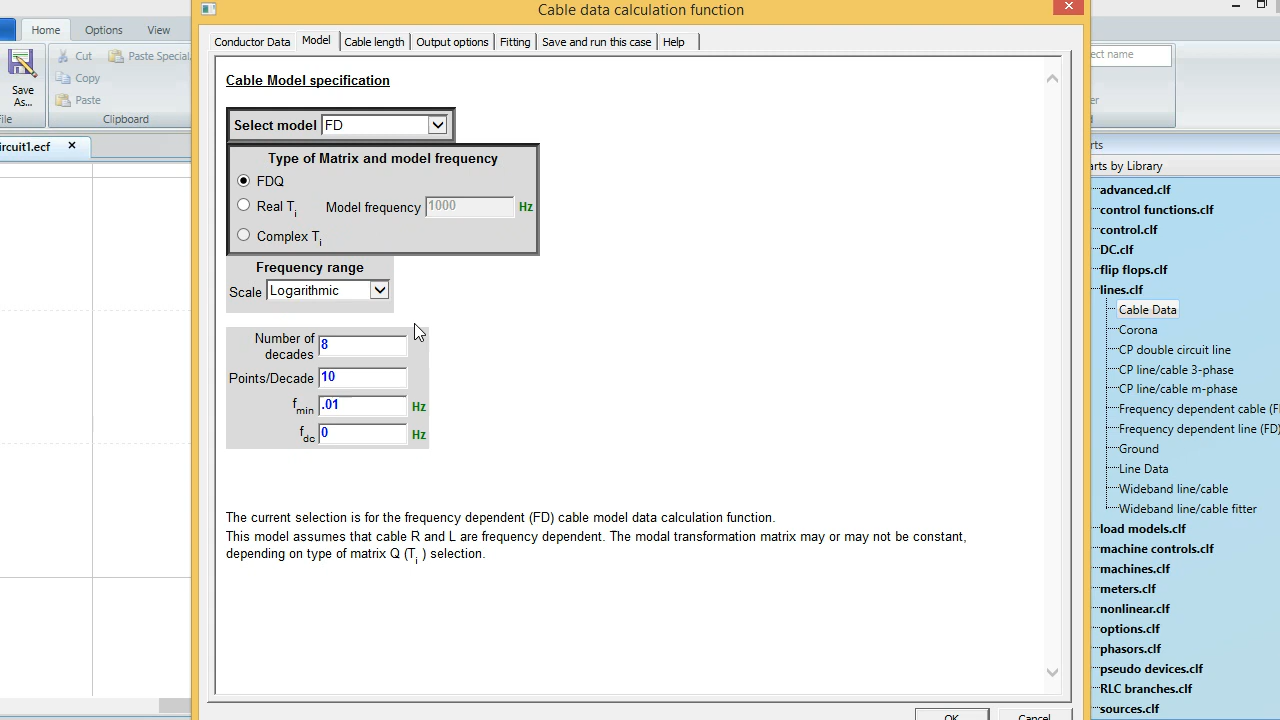 Cable data calculation function
Home Options View
Save As...
Cut
Copy
Paste
Paste Special
Clipboard
ircuit1.ecf
Conductor Data Model Cable length Output options Fitting Save and run this case Help
Cable Model specification
Select model FD
Type of Matrix and model frequency
FDQ
Real Ti Model frequency 1000 Hz
Complex Ti
Frequency range
Scale Logarithmic
Number of decades 8
Points/Decade 10
fmin .01 Hz
fdc 0 Hz
The current selection is for the frequency dependent (FD) cable model data calculation function.
This model assumes that cable R and L are frequency dependent. The modal transformation matrix may or may not be constant,
depending on type of matrix Q (Ti ) selection.
OK Cancel
ect name
rts
arts by Library
advanced.clf
control functions.clf
control.clf
DC.clf
flip flops.clf
lines.clf
Cable Data
Corona
CP double circuit line
CP line/cable 3-phase
CP line/cable m-phase
Frequency dependent cable (F
Frequency dependent line (FD)
Ground
Line Data
Wideband line/cable
Wideband line/cable fitter
load models.clf
machine controls.clf
machines.clf
meters.clf
nonlinear.clf
options.clf
phasors.clf
pseudo devices.clf
RLC branches.clf
sources.clf